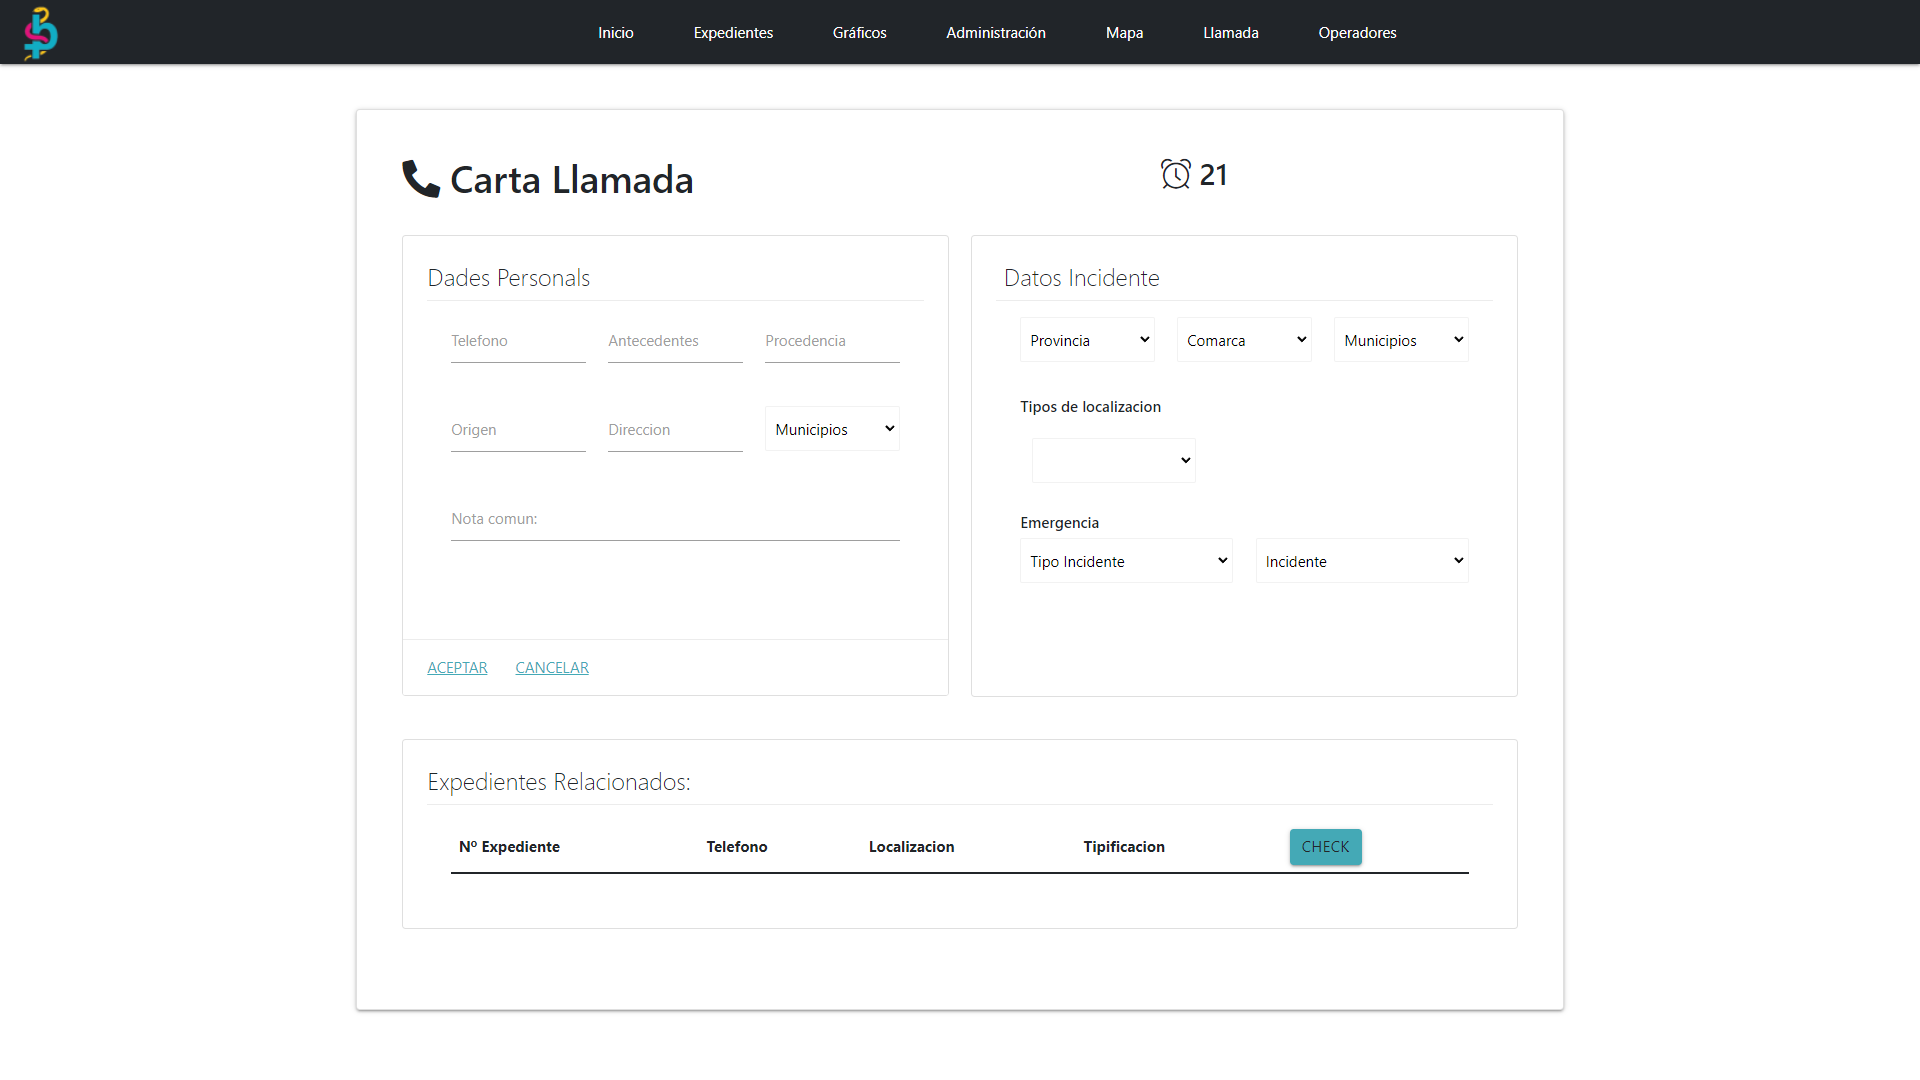 Inicio Expedientes Gráficos Administración Mapa Llamada Operadores
Carta Llamada
21
Dades Personals
Telefono Antecedentes Procedencia
Origen Direccion Municipios
Nota comun:
ACEPTAR CANCELAR
Datos Incidente
Provincia Comarca Municipios
Tipos de localizacion
Emergencia
Tipo Incidente Incidente
Expedientes Relacionados:
Nº Expediente Telefono Localizacion Tipificacion CHECK